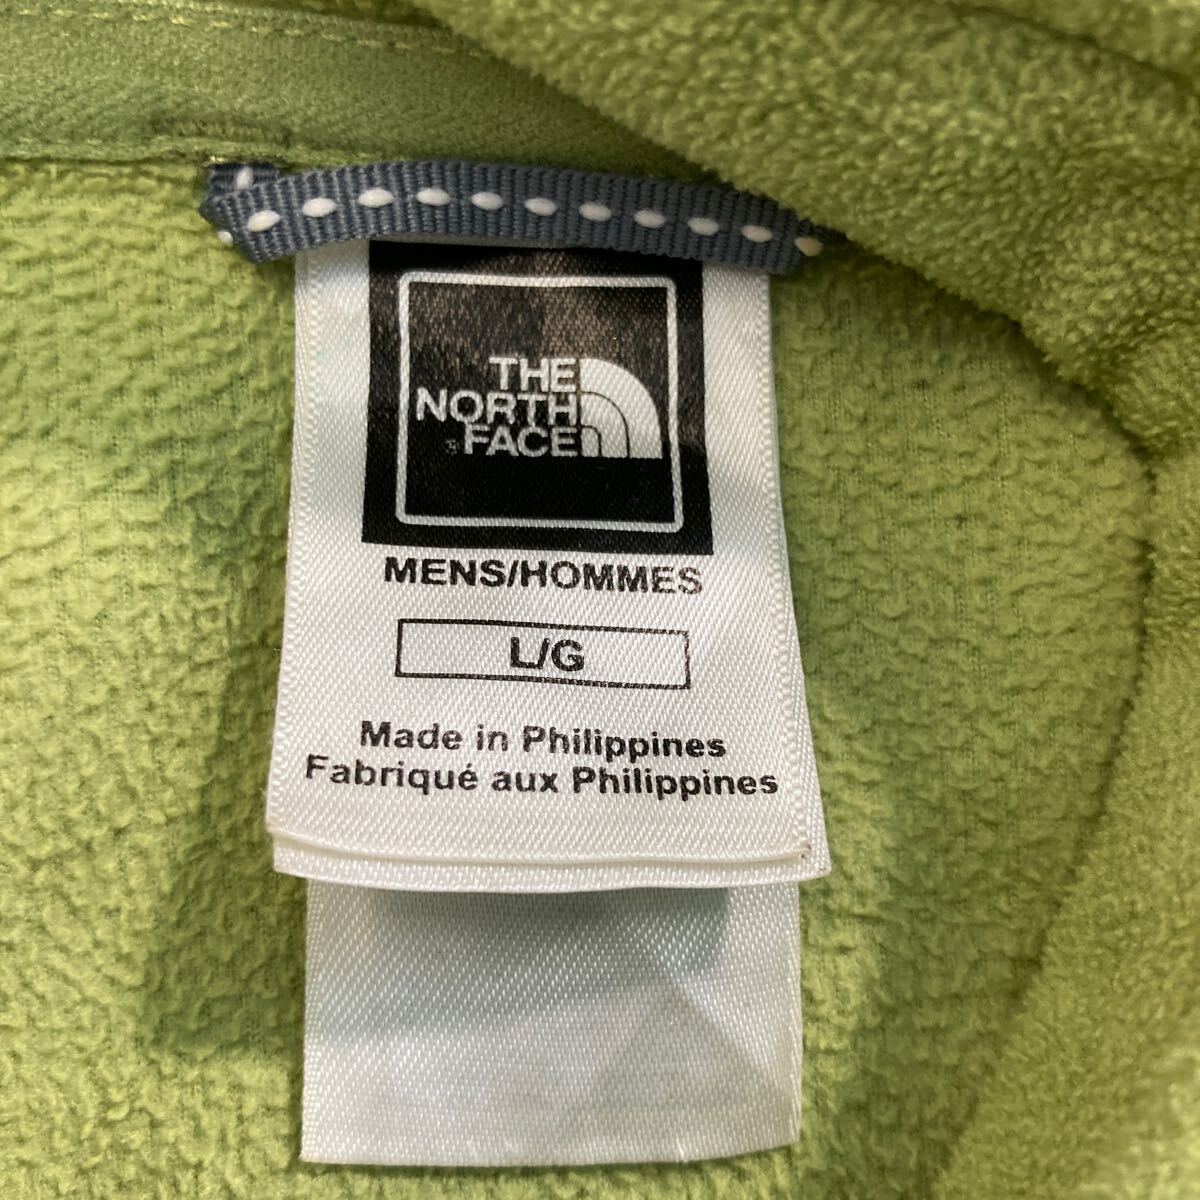 THE
NORTH
® FACE
MENS/HOMMES
L/G
Made in Philippines
Fabriqué aux Philippines